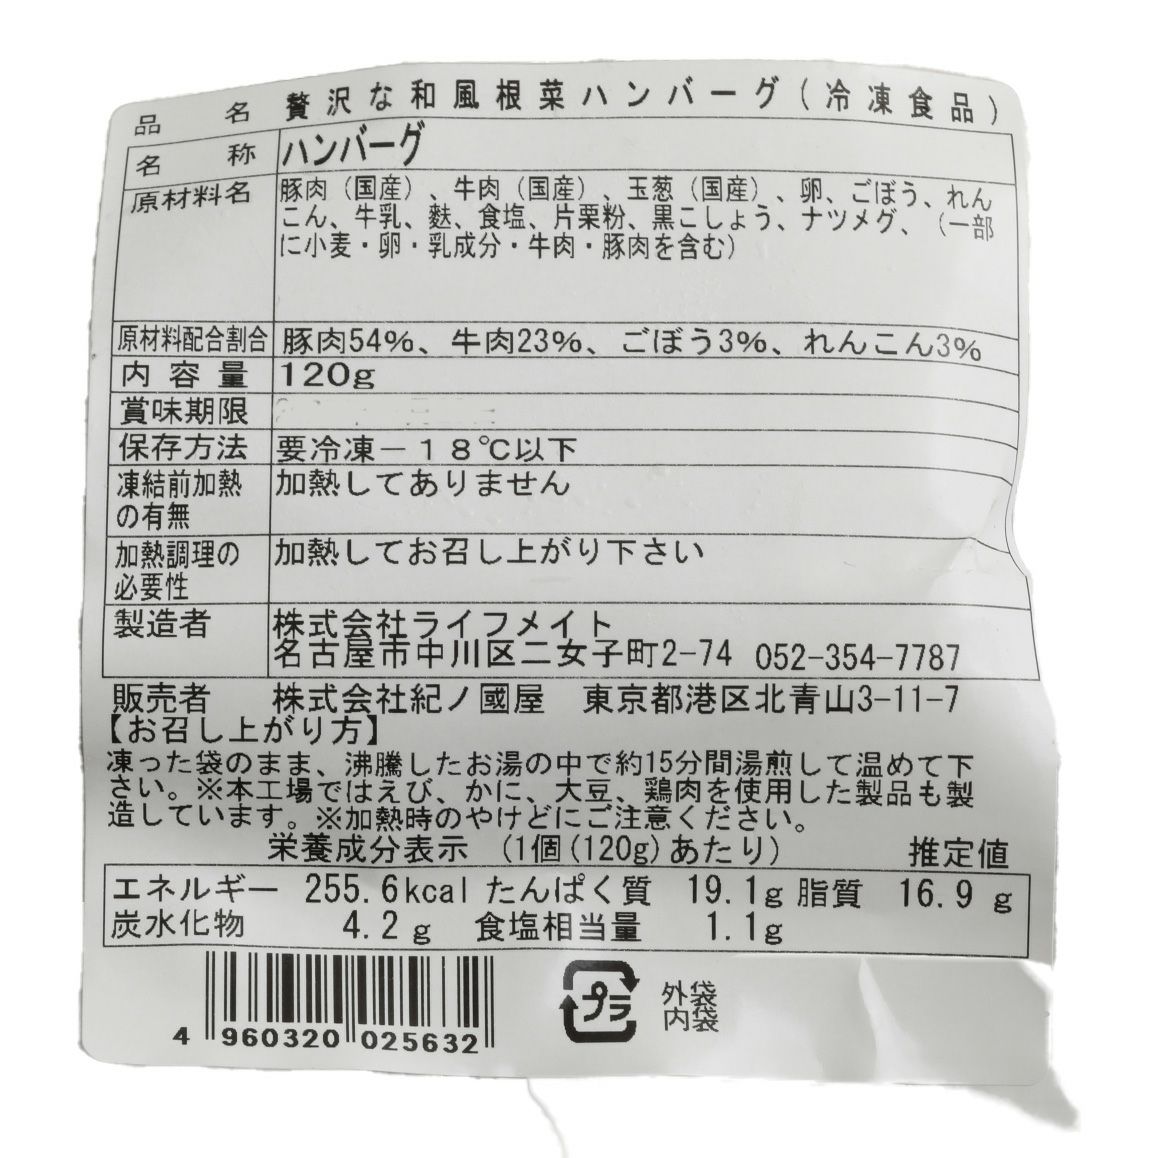 品名 贅沢な和風根菜ハンバーグ(冷凍食品)
名称 ハンバーグ
原材料名 豚肉(国産)、牛肉(国産)、玉葱(国産)、卵、ごぼう、れん
こん、牛乳、麩、食塩、片栗粉、黒こしょう、ナツメグ、(一部
に小麦・卵・乳成分・牛肉・豚肉を含む)
原材料配合割合 豚肉54%、牛肉23%、ごぼう3%、れんこん3%
内容量 120g
賞味期限
保存方法 要冷凍－18℃以下
凍結前加熱 加熱してありません
の有無
加熱調理の 加熱してお召し上がり下さい
必要性
製造者 株式会社ライフメイト
名古屋市中川区二女子町2-74 052-354-7787
販売者 株式会社紀ノ國屋 東京都港区北青山3-11-7
【お召し上がり方】
凍った袋のまま、沸騰したお湯の中で約15分間湯煎して温めて下
さい。※本工場ではえび、かに、大豆、鶏肉を使用した製品も製
造しています。※加熱時のやけどにご注意ください。
栄養成分表示 (1個(120g)あたり) 推定値
エネルギー 255.6kcal たんぱく質 19.1g 脂質 16.9g
炭水化物 4.2g 食塩相当量 1.1g
プラ 外袋
内袋
4 960320 025632